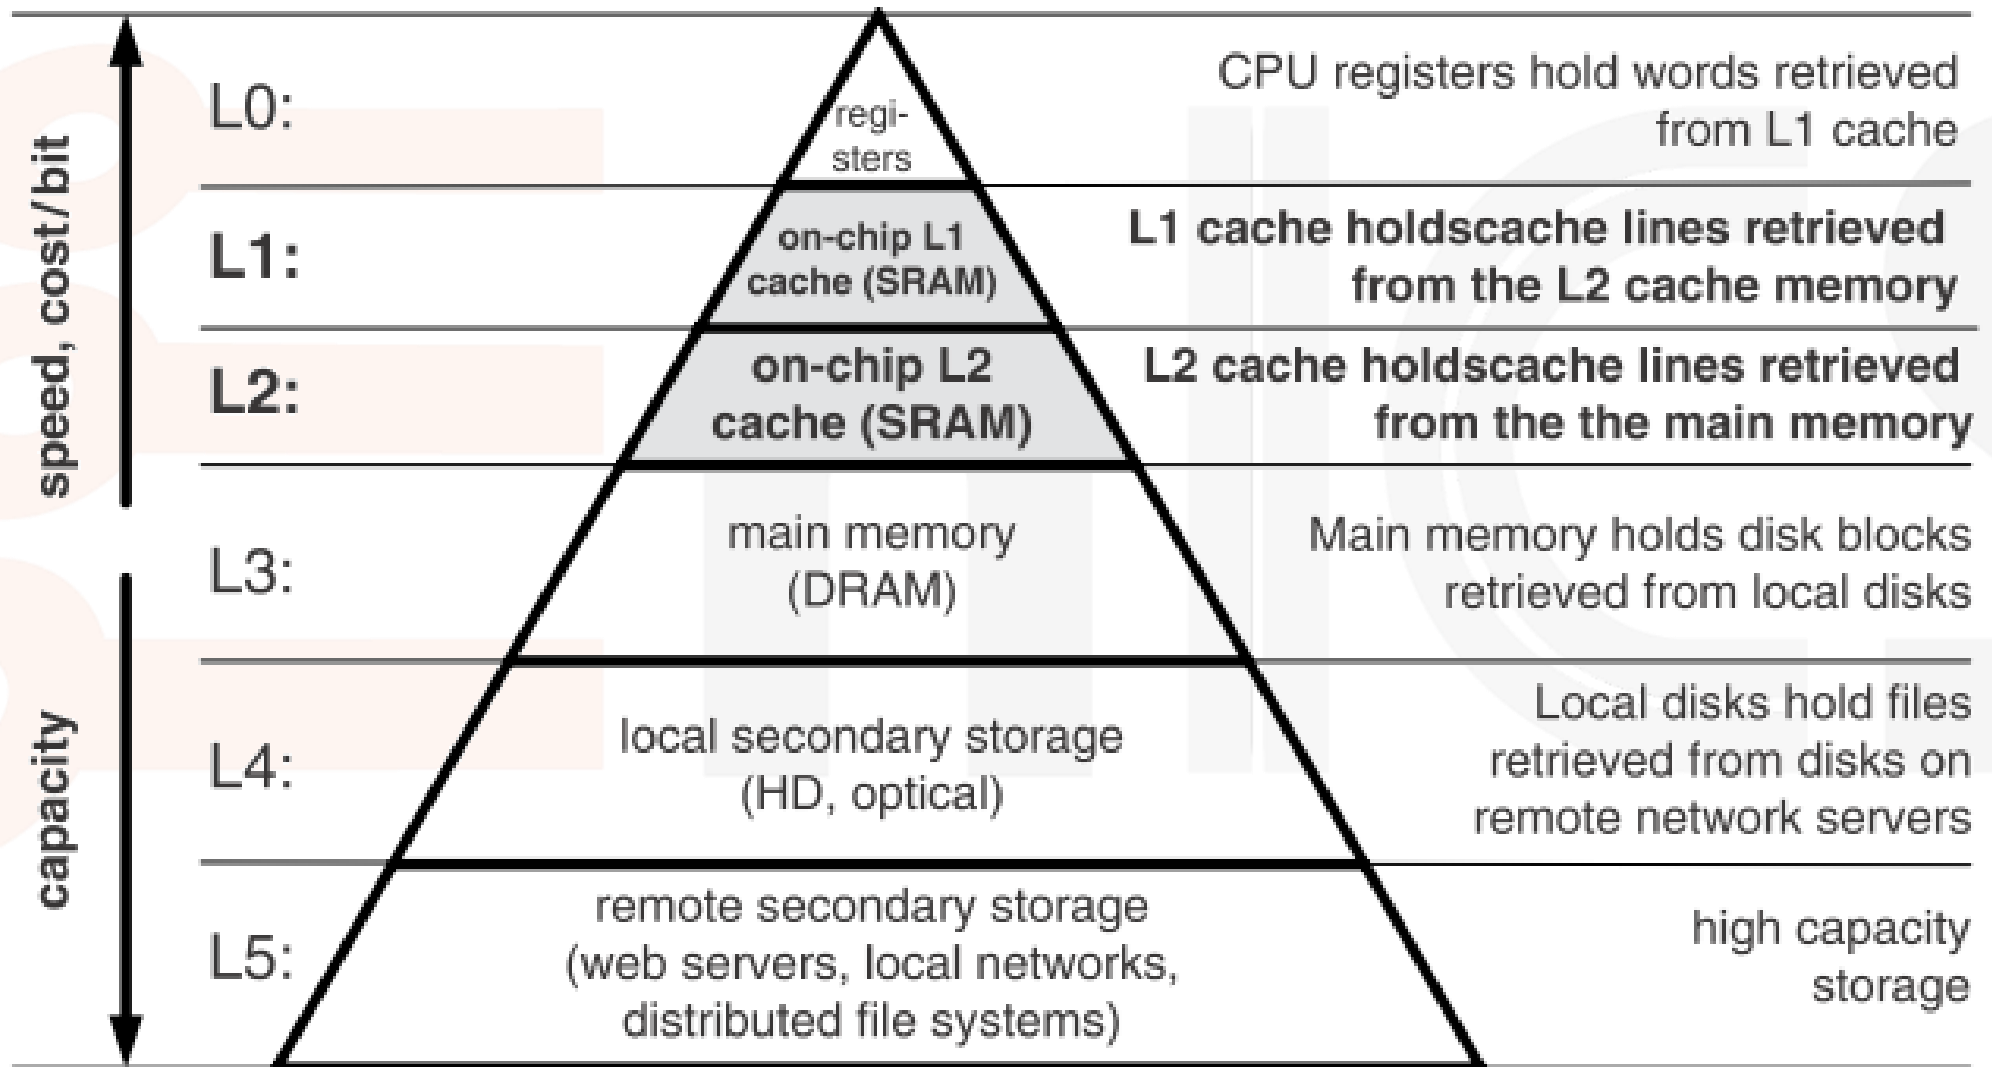 speed, cost/bit
capacity
L0:
regi-
sters
CPU registers hold words retrieved
from L1 cache
L1:
on-chip L1
cache (SRAM)
L1 cache holdscache lines retrieved
from the L2 cache memory
L2:
on-chip L2
cache (SRAM)
L2 cache holdscache lines retrieved
from the the main memory
L3:
main memory
(DRAM)
Main memory holds disk blocks
retrieved from local disks
L4:
local secondary storage
(HD, optical)
Local disks hold files
retrieved from disks on
remote network servers
L5:
remote secondary storage
(web servers, local networks,
distributed file systems)
high capacity
storage